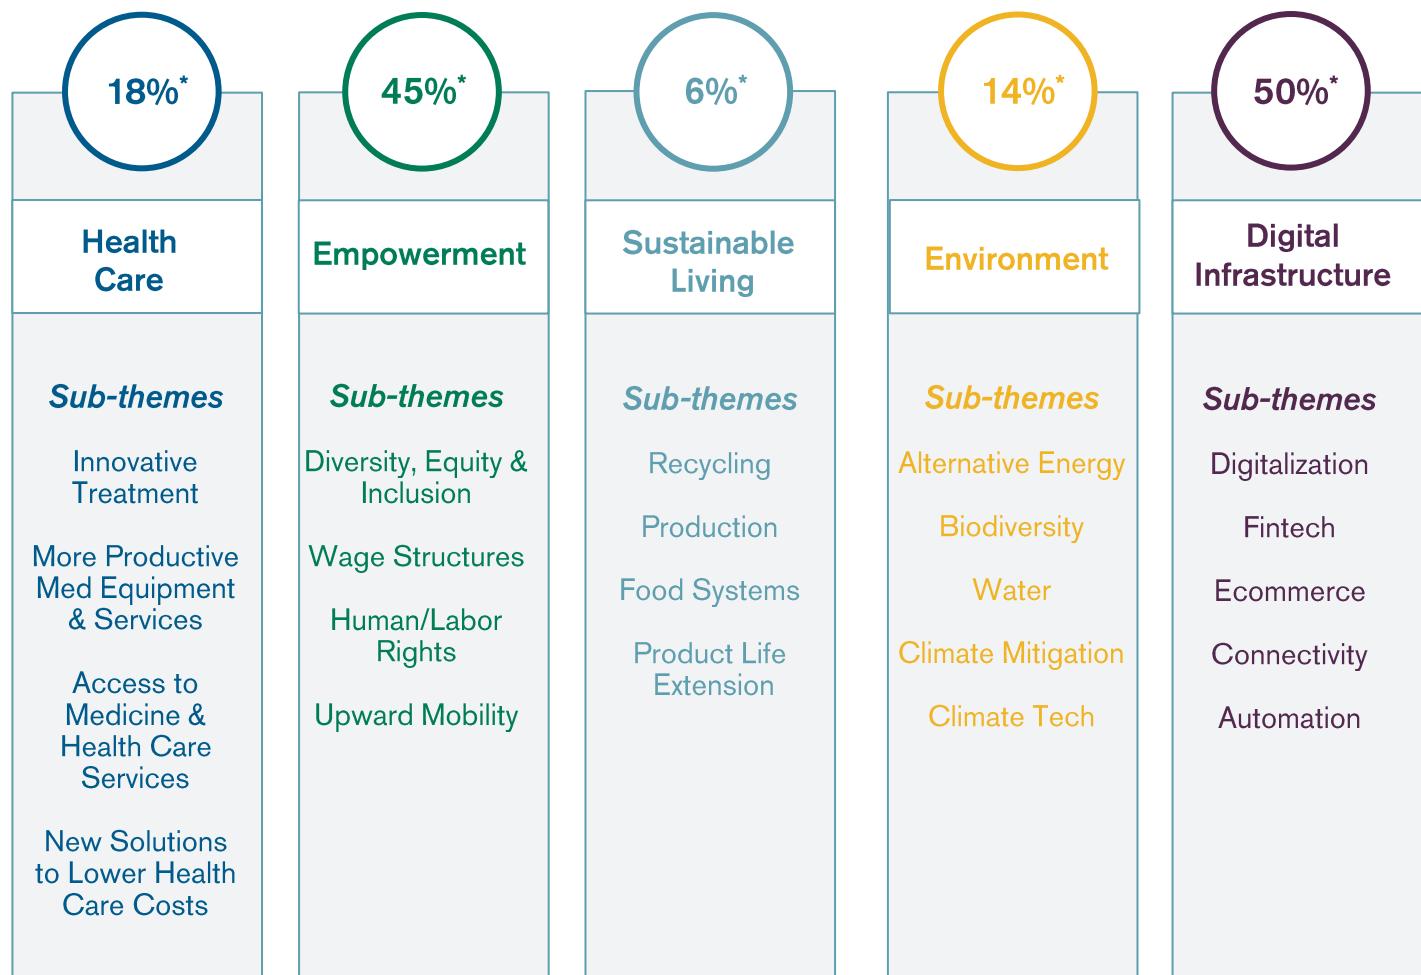 18%*
Health
Care
Sub-themes
Innovative
Treatment
More Productive
Med Equipment
& Services
Access to
Medicine &
Health Care
Services
New Solutions
to Lower Health
Care Costs
45%*
Empowerment
Sub-themes
Diversity, Equity &
Inclusion
Wage Structures
Human/Labor
Rights
Upward Mobility
6%*
Sustainable
Living
Sub-themes
Recycling
Production
Food Systems
Product Life
Extension
14%*
Environment
Sub-themes
Alternative Energy
Biodiversity
Water
Climate Mitigation
Climate Tech
50%*
Digital
Infrastructure
Sub-themes
Digitalization
Fintech
Ecommerce
Connectivity
Automation